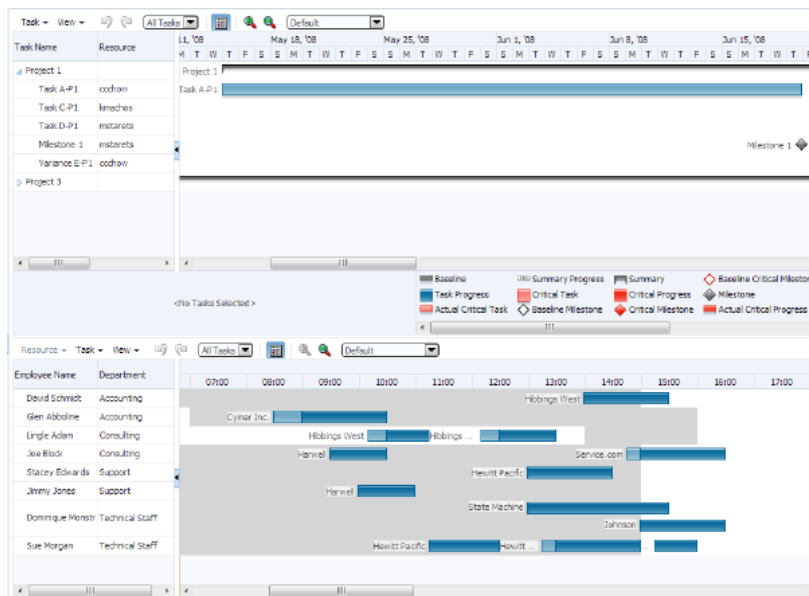 Task View All Tasks Default
11, '08 May 18, '08 May 25, '08 Jun 1, '08 Jun 8, '08 Jun 15, '08
Task Name Resource M T W T F S S M T W T F S S M T W T F S S M T W T F S S M T W T F S S M T W T F
Project 1 Project 1
Task A-P1 ccchow Task A-P1
Task C-P1 kmachos
Task D-P1 mstarets
Milestone 1 mstarets Milestone 1
Variance E-P1 ccchow
Project 3
<No Tasks Selected>
Baseline Summary Progress Summary Baseline Critical Milesto
Task Progress Critical Task Critical Progress Milestone
Actual Critical Task Baseline Milestone Critical Milestone Actual Critical Progress
Resource Task View All Tasks Default
Employee Name Department 07:00 08:00 09:00 10:00 11:00 12:00 13:00 14:00 15:00 16:00 17:00
David Schmidt Accounting Hibbings West
Glen Abboline Accounting Cymer Inc.
Lingle Adam Consulting Hibbings West Hibbings ...
Joe Block Consulting Harwel Service.com
Stacey Edwards Support Hewitt Pacific
Jimmy Jones Support Harwel
State Machine
Dominique Monstr Technical Staff
Johnson
Sue Morgan Technical Staff Hewitt Pacific Hewitt ... ..